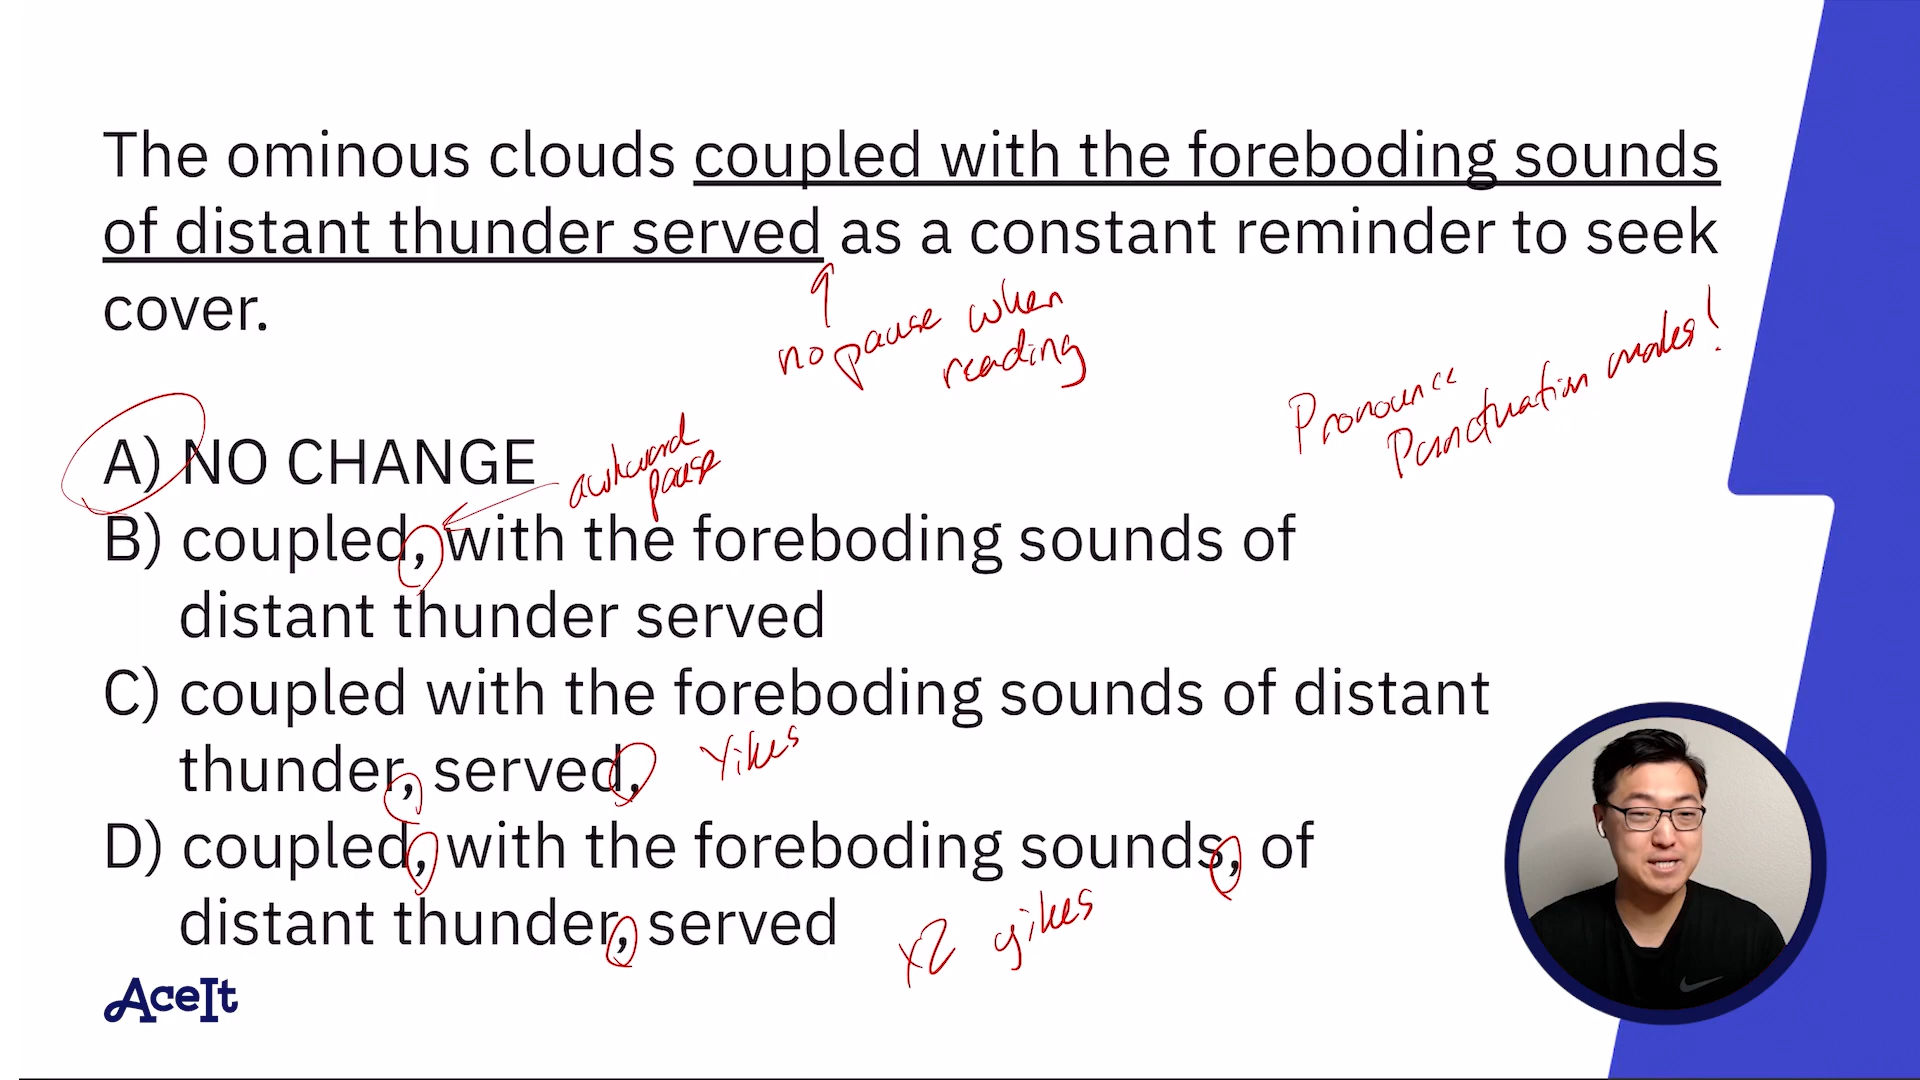 The ominous clouds coupled with the foreboding sounds
of distant thunder served as a constant reminder to seek
cover.
no pause when
reading
Pronounce
Punctuation marks!
A) NO CHANGE
awkward
pause
B) coupled, with the foreboding sounds of
distant thunder served
C) coupled with the foreboding sounds of distant
thunder, served,
Yikes
D) coupled, with the foreboding sounds, of
distant thunder, served
x2 yikes
AceIt